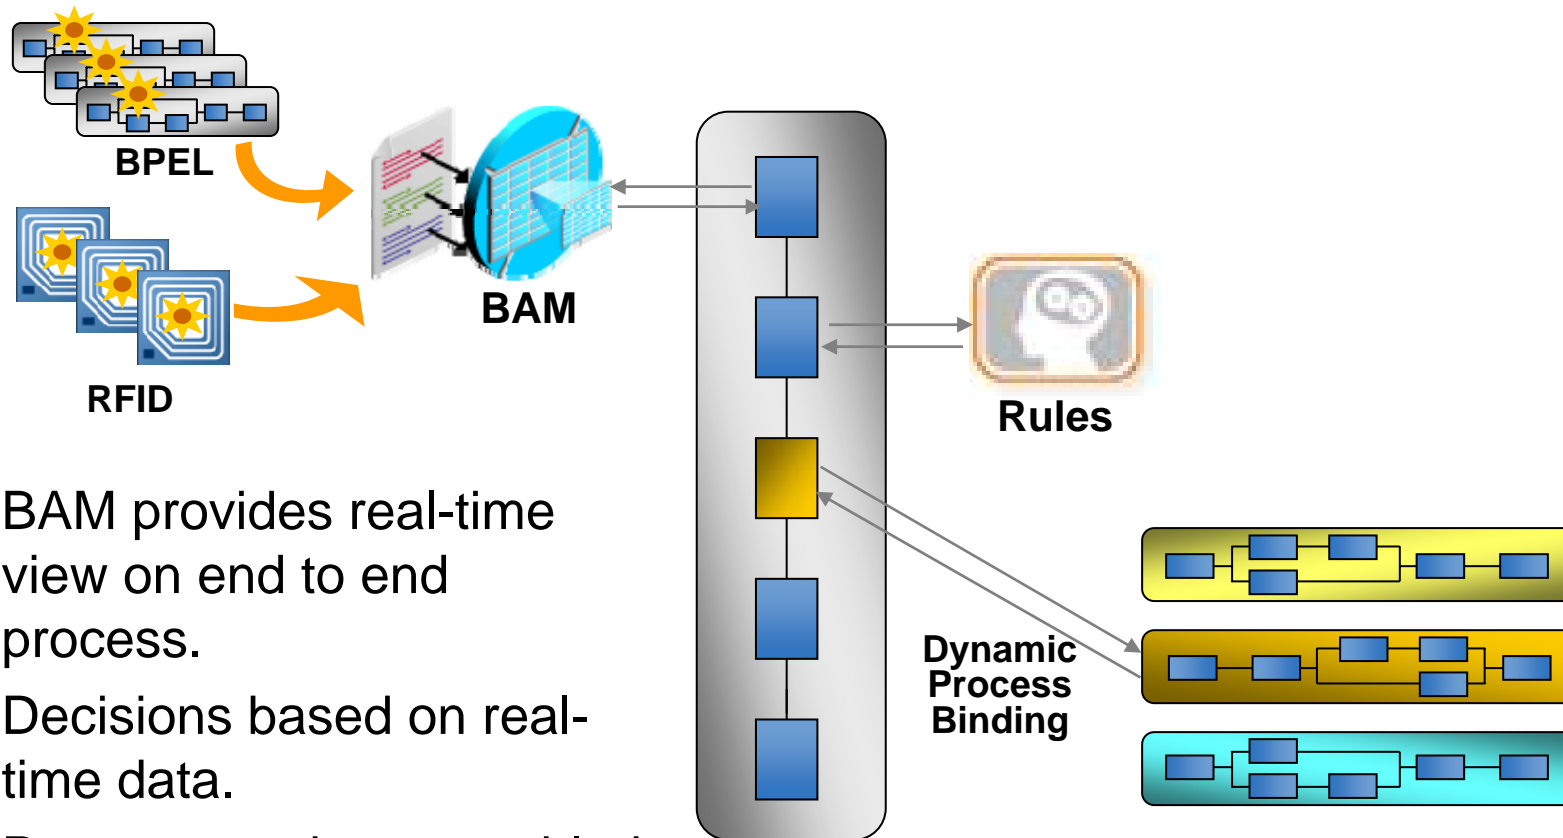 BPEL
RFID
BAM
Rules
Dynamic
Process
Binding
BAM provides real-time
view on end to end
process.
Decisions based on real-
time data.